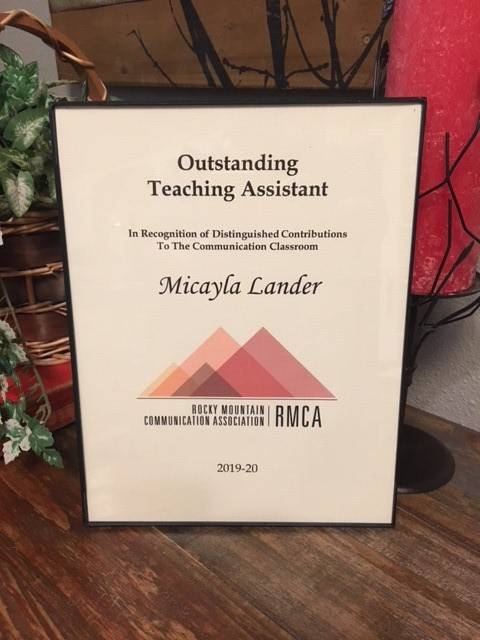 Outstanding
Teaching Assistant
In Recognition of Distinguished Contributions
To The Communication Classroom
Micayla Lander
ROCKY MOUNTAIN
COMMUNICATION ASSOCIATION | RMCA
2019-20